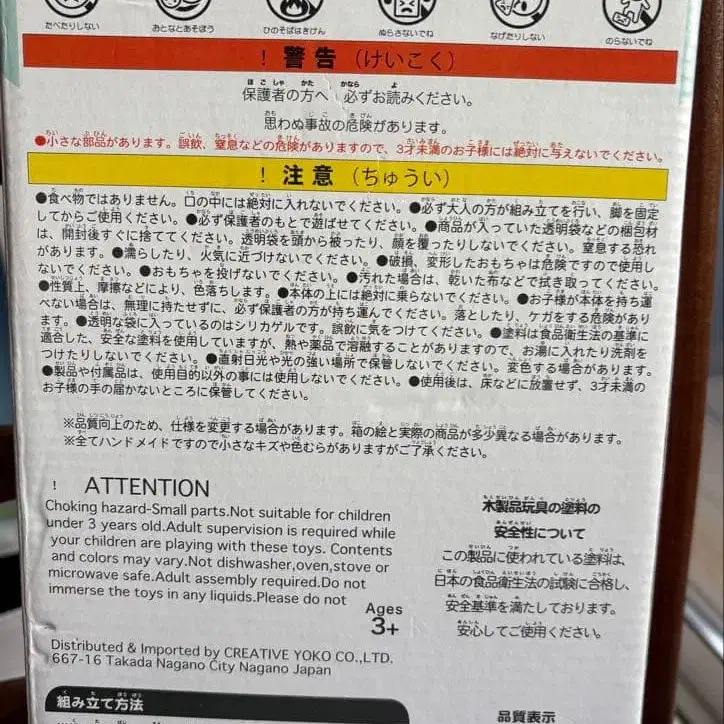 たべたりしない おとなとあそぼう ひのそばはきけん ぬらさないでね なげたりしない のらないでね
! 警告 (けいこく)
保護者の方へ 必ずお読みください。
思わぬ事故の危険があります。
●小さな部品があります。誤飲、窒息などの危険がありますので、3才未満のお子様には絶対に与えないでください。
! 注意 (ちゅうい)
●食べ物ではありません。口の中には絶対に入れないでください。●必ず大人の方が組み立てを行い、脚を固定
してからご使用ください。●必ず保護者のもとで遊ばせてください。●商品が入っていた透明袋などの梱包材
は、開封後すぐに捨ててください。透明袋を頭から被ったり、顔を覆ったりしないでください。窒息する恐れ
があります。●濡らしたり、火気に近づけないでください。●破損、変形したおもちゃは危険ですので使用し
ないでください。●おもちゃを投げないでください。●汚れた場合は、乾いた布などで拭き取ってください。
●性質上、摩擦などにより、色落ちします。●本体の上には絶対に乗らないでください。●お子様が本体を持ち運
べない場合は、無理に持たせずに、必ず保護者の方が持ち運んでください。落としたり、ケガをする危険があり
ます。●透明な袋に入っているのはシリカゲルです。誤飲に気をつけてください。●塗料は食品衛生法の基準に
適合した、安全な塗料を使用していますが、熱や薬品で溶融することがありますので、お湯に入れたり洗剤を
つけたりしないでください。●直射日光や光の強い場所で保管しないでください。変色する場合があります。
●製品や付属品は、使用目的以外の事には使用しないでください。●使用後は、床などに放置せず、3才未満の
お子様の手の届かないところに保管してください。
※品質向上のため、仕様を変更する場合があります。箱の絵と実際の商品が多少異なる場合があります。
※全てハンドメイドですので小さなキズや色むらがありますがご了承ください。
! ATTENTION
Choking hazard-Small parts.Not suitable for children
under 3 years old.Adult supervision is required while
your children are playing with these toys. Contents
and colors may vary.Not dishwasher,oven,stove or
microwave safe.Adult assembly required.Do not
immerse the toys in any liquids.Please do not
Ages
3+
Distributed & Imported by CREATIVE YOKO CO.,LTD.
667-16 Takada Nagano City Nagano Japan
組み立て方法
木製品玩具の塗料の
安全性について
この製品に使われている塗料は、
日本の食品衛生法の試験に合格し、
安全基準を満たしております。
安心してご使用ください。
品質表示